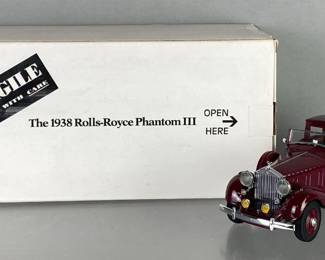 GILE
WITH CARE
The 1938 Rolls-Royce Phantom III
OPEN
HERE